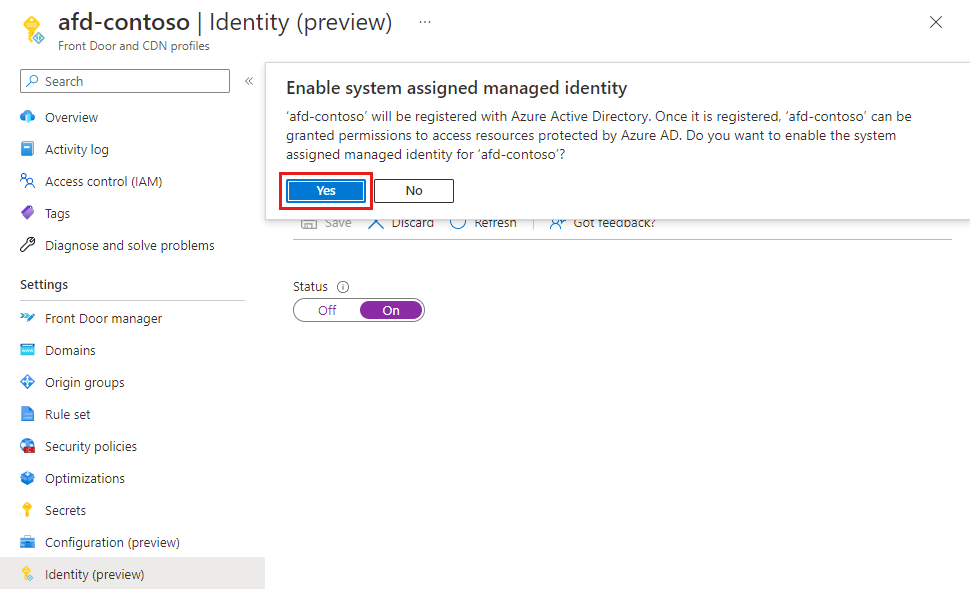 afd-contoso | Identity (preview) ...
Front Door and CDN profiles
Search
«
Overview
Activity log
Access control (IAM)
Tags
Diagnose and solve problems
Settings
Front Door manager
Domains
Origin groups
Rule set
Security policies
Optimizations
Secrets
Configuration (preview)
Identity (preview)
Enable system assigned managed identity
'afd-contoso' will be registered with Azure Active Directory. Once it is registered, 'afd-contoso' can be
granted permissions to access resources protected by Azure AD. Do you want to enable the system
assigned managed identity for 'afd-contoso'?
Yes No
Save Discard Refresh Got feedback?
Status
Off On